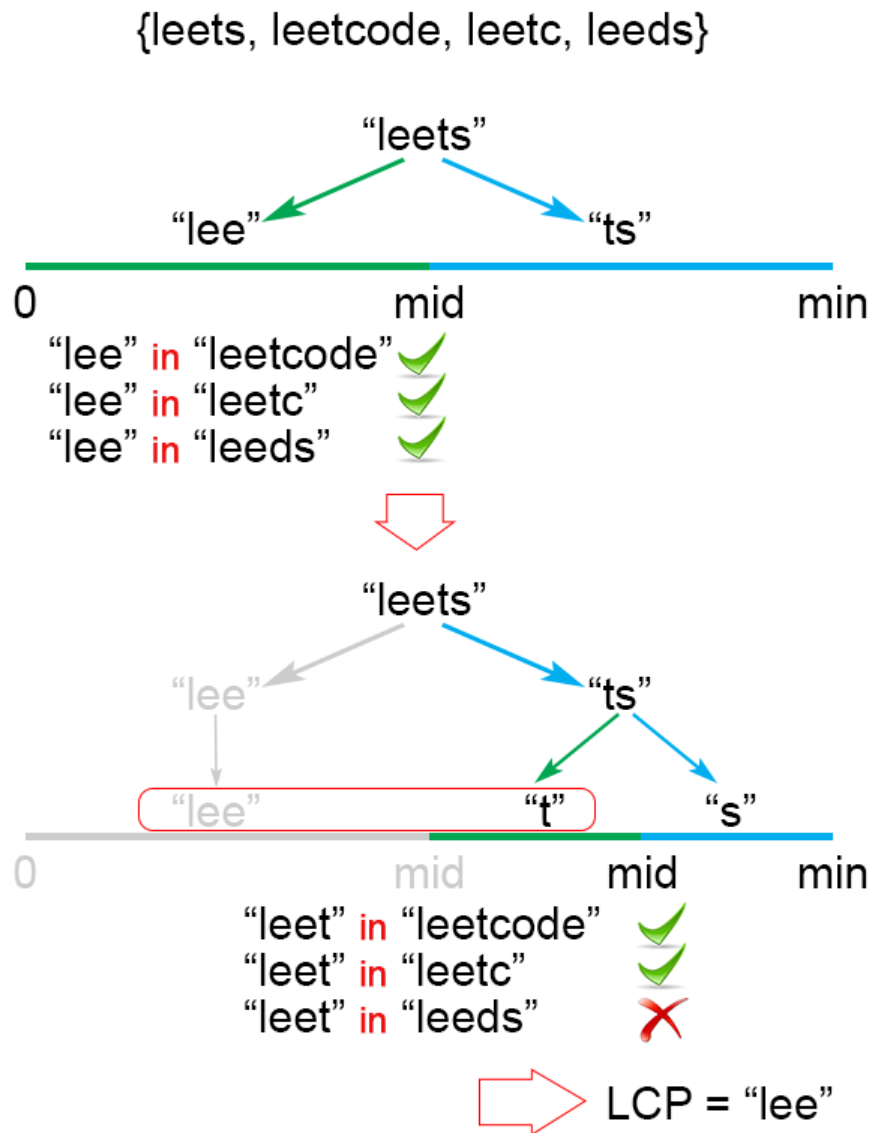 {leets, leetcode, leetc, leeds}
“leets”
“lee” “ts”
0 mid min
“lee” in “leetcode”
“lee” in “leetc”
“lee” in “leeds”
“leets”
“lee” “ts”
“lee” “t” “s”
0 mid mid min
“leet” in “leetcode”
“leet” in “leetc”
“leet” in “leeds”
LCP = “lee”